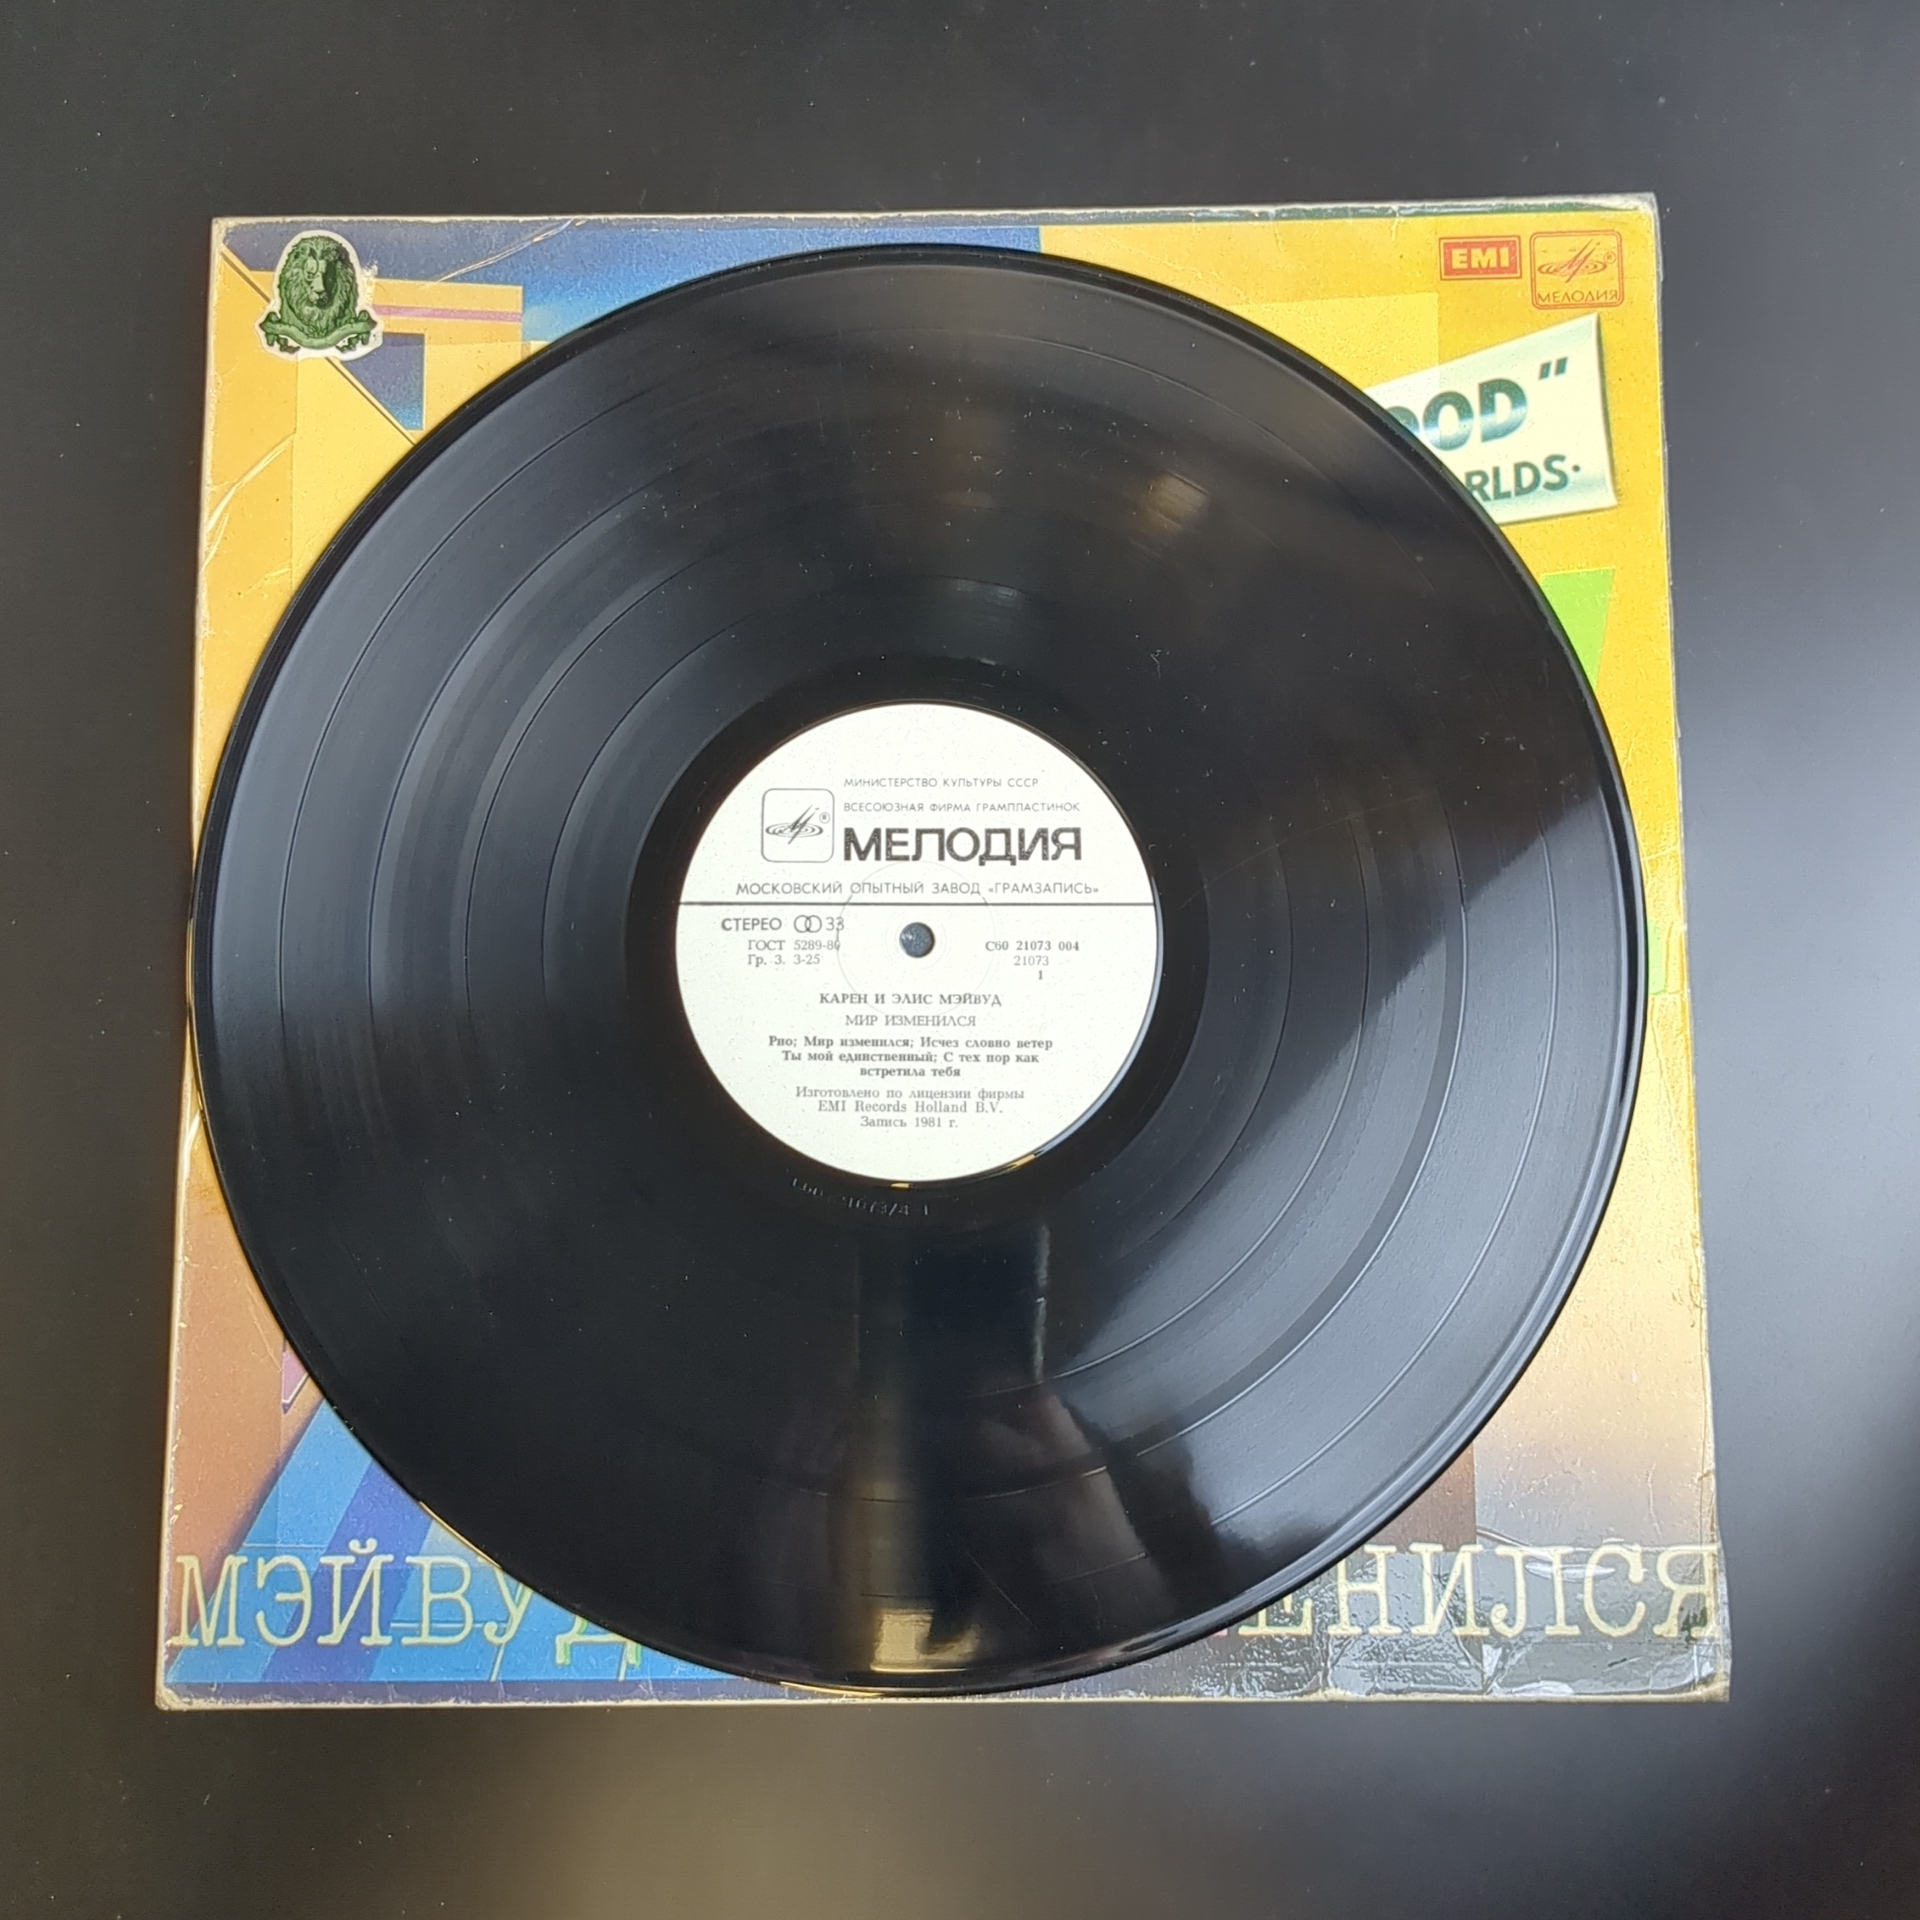 EMI
МЕЛОДИЯ
OOD"
RLDS.
МИНИСТЕРСТВО КУЛЬТУРЫ СССР
ВСЕСОЮЗНАЯ ФИРМА ГРАМПЛАСТИНОК
МЕЛОДИЯ
МОСКОВСКИЙ ОПЫТНЫЙ ЗАВОД «ГРАМЗАПИСЬ»
СТЕРЕО 33
ГОСТ 5289-80
Гр. 3. 3-25
С60 21073 004
21073
1
КАРЕН И ЭЛИС МЭЙВУД
МИР ИЗМЕНИЛСЯ
Рио; Мир изменился; Исчез словно ветер
Ты мой единственный; С тех пор как
встретила тебя
Изготовлено по лицензии фирмы
EMI Records Holland B.V.
Запись 1981 г.
МЭЙВУД ЕНИЛСЯ